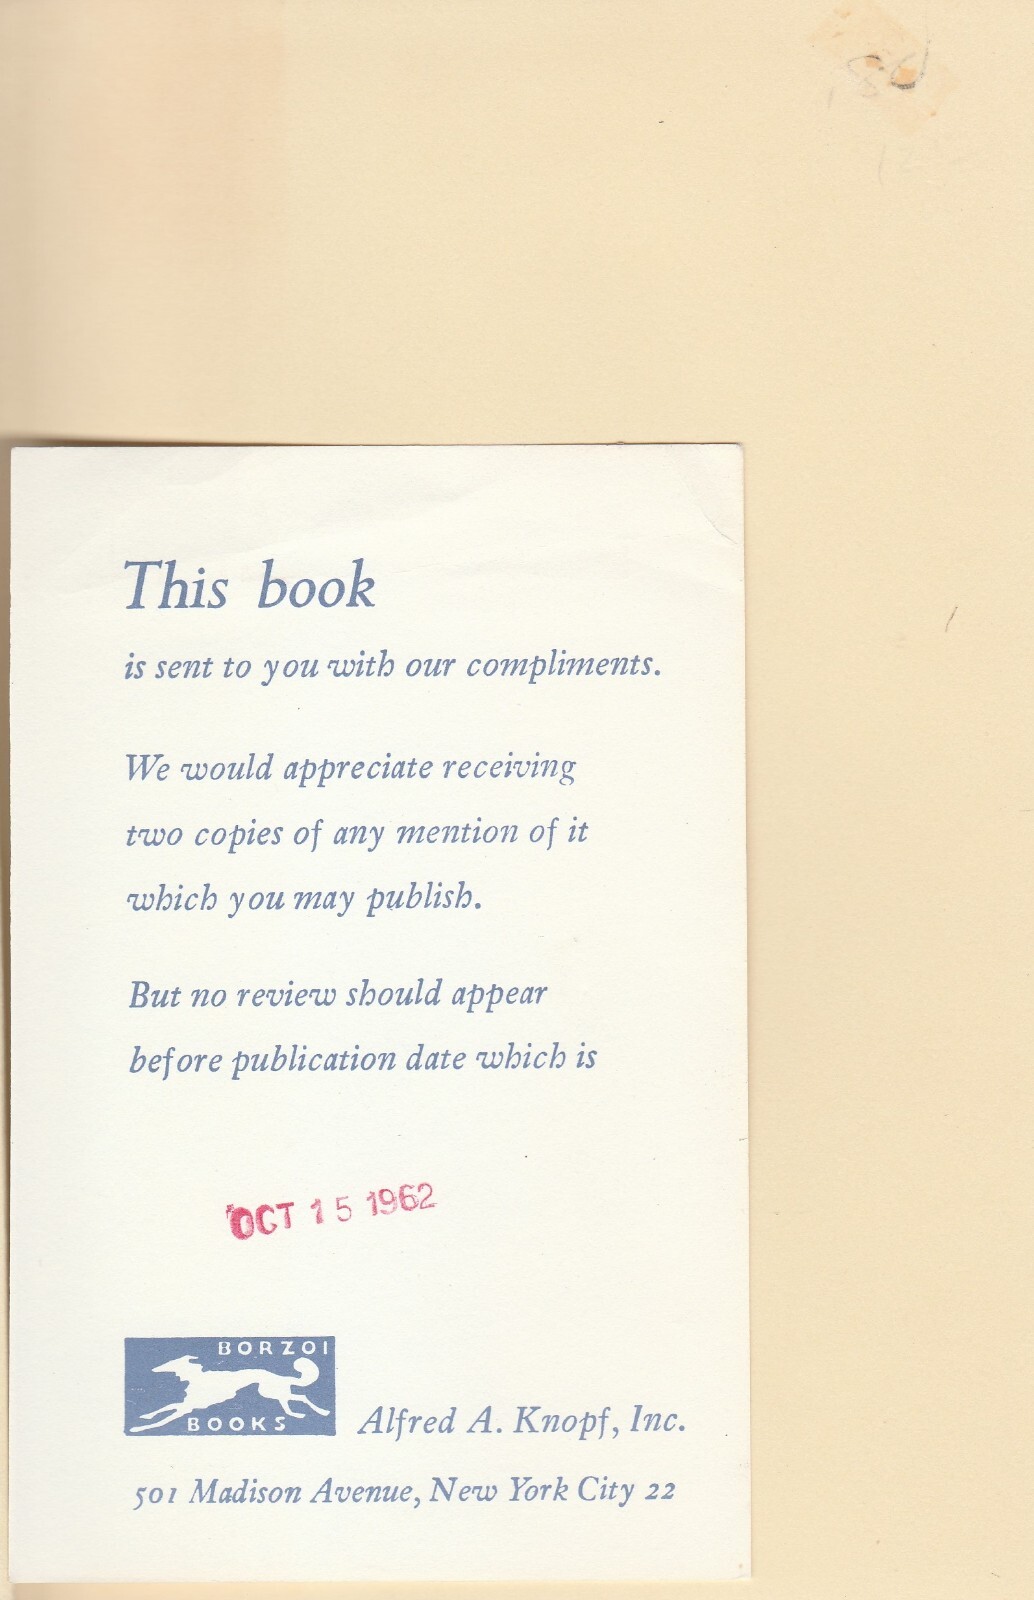 This book
is sent to you with our compliments.
We would appreciate receiving
two copies of any mention of it
which you may publish.
But no review should appear
before publication date which is
OCT 15 1962
BORZOI
BOOKS
Alfred A. Knopf, Inc.
501 Madison Avenue, New York City 22